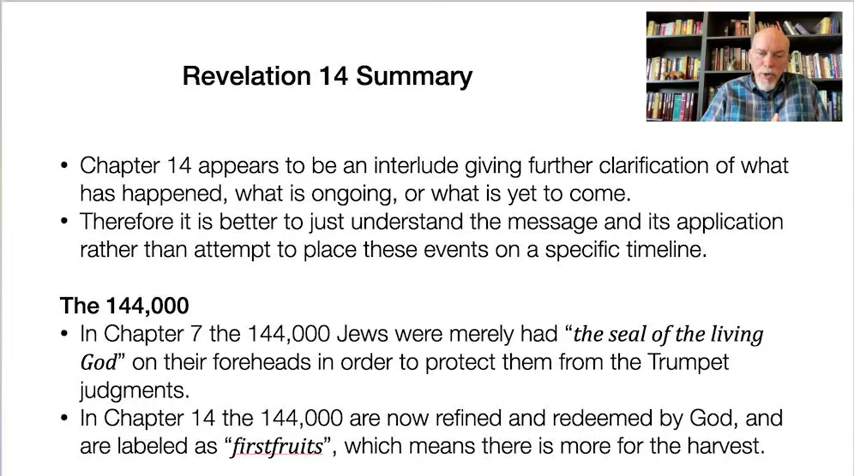 Revelation 14 Summary
• Chapter 14 appears to be an interlude giving further clarification of what
has happened, what is ongoing, or what is yet to come.
• Therefore it is better to just understand the message and its application
rather than attempt to place these events on a specific timeline.
The 144,000
• In Chapter 7 the 144,000 Jews were merely had “the seal of the living
God” on their foreheads in order to protect them from the Trumpet
judgments.
• In Chapter 14 the 144,000 are now refined and redeemed by God, and
are labeled as “firstfruits”, which means there is more for the harvest.